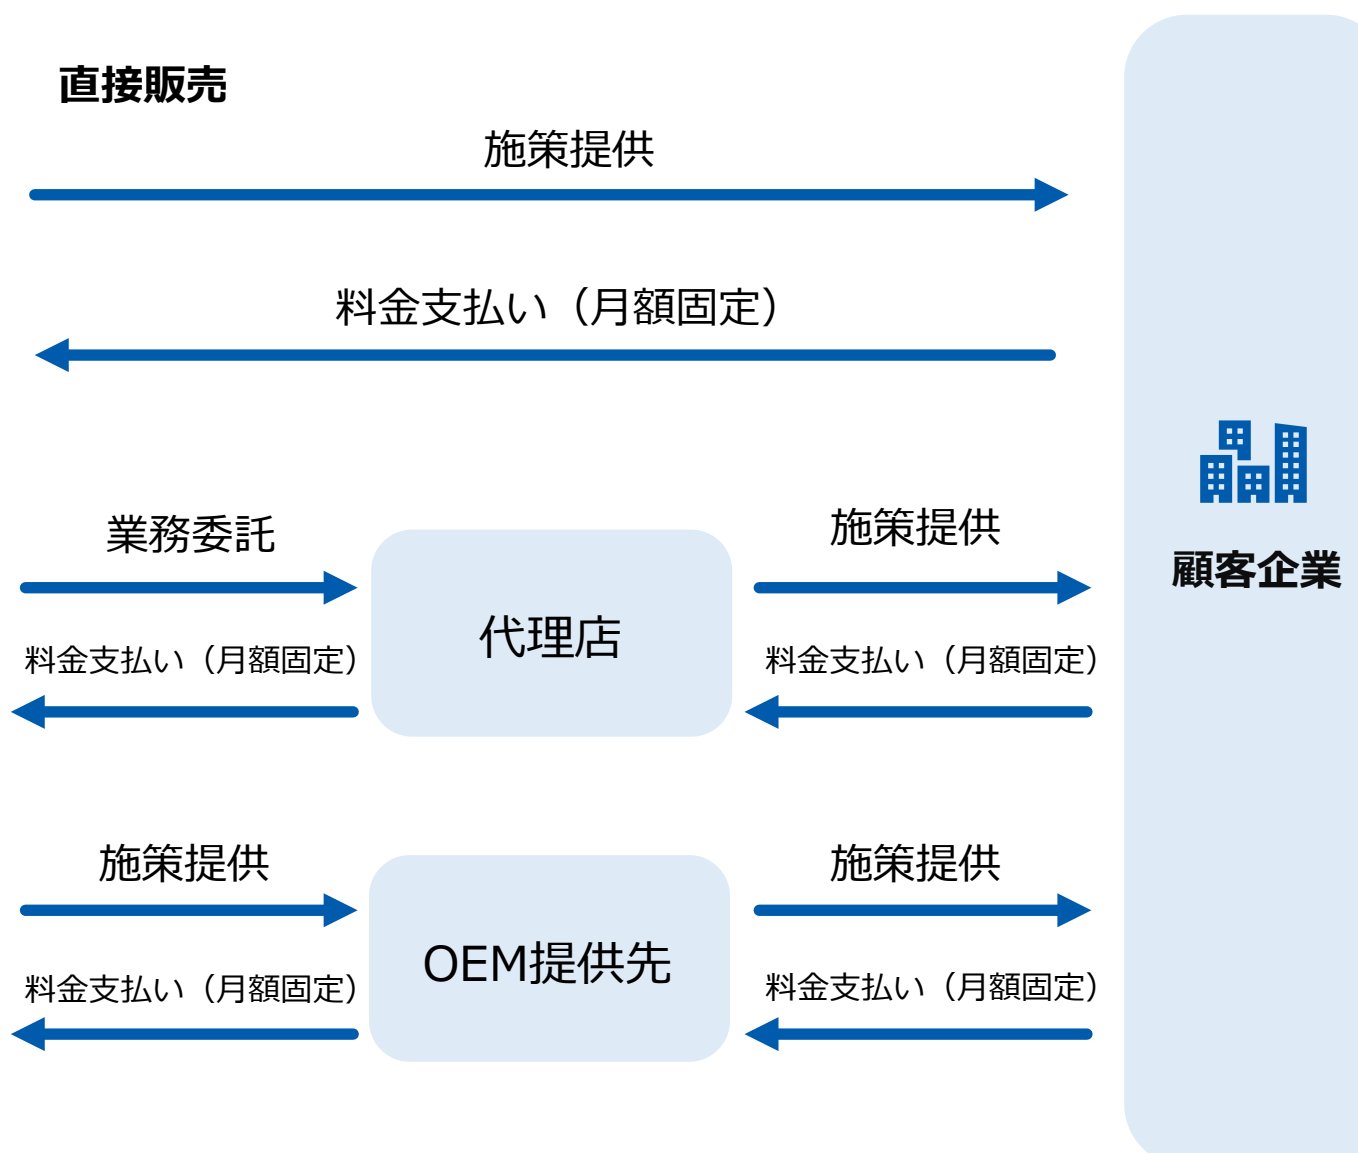 直接販売
施策提供
料金支払い（月額固定）
業務委託
施策提供
代理店
料金支払い（月額固定）
料金支払い（月額固定）
顧客企業
施策提供
施策提供
OEM提供先
料金支払い（月額固定）
料金支払い（月額固定）